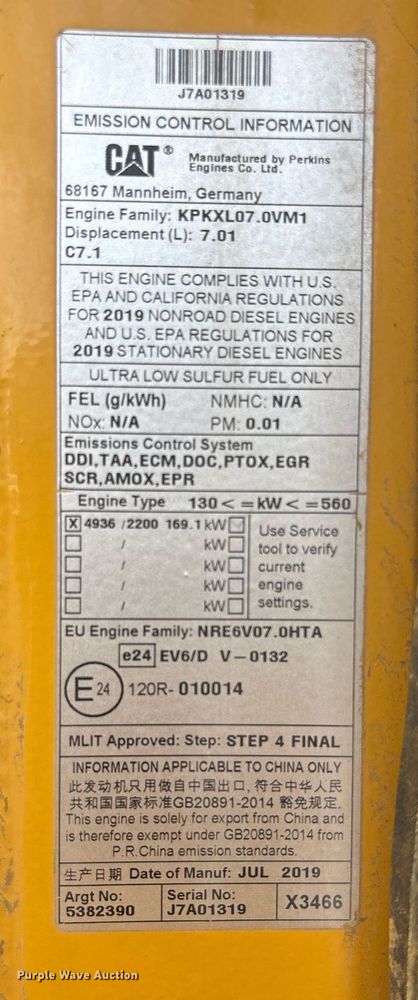 J7A01319
EMISSION CONTROL INFORMATION
CAT® Manufactured by Perkins
Engines Co. Ltd.
68167 Mannheim, Germany
Engine Family: KPKXL07.0VM1
Displacement (L): 7.01
C7.1
THIS ENGINE COMPLIES WITH U.S.
EPA AND CALIFORNIA REGULATIONS
FOR 2019 NONROAD DIESEL ENGINES
AND U.S. EPA REGULATIONS FOR
2019 STATIONARY DIESEL ENGINES
ULTRA LOW SULFUR FUEL ONLY
FEL (g/kWh) NMHC: N/A
NOx: N/A PM: 0.01
Emissions Control System
DDI,TAA,ECM,DOC,PTOX,EGR
SCR,AMOX,EPR
Engine Type 130 < = kW < = 560
X 4936 / 2200 169.1 kW
/ kW
/ kW
/ kW
/ kW
Use Service
tool to verify
current
engine
settings.
EU Engine Family: NRE6V07.0HTA
e24 EV6/D V-0132
E 24 120R- 010014
MLIT Approved: Step: STEP 4 FINAL
INFORMATION APPLICABLE TO CHINA ONLY
此发动机只用做自中国出口, 符合中华人民
共和国国家标准GB20891-2014 豁免规定.
This engine is solely for export from China and
is therefore exempt under GB20891-2014 from
P.R.China emission standards.
生产日期 Date of Manuf: JUL 2019
Argt No:
5382390
Serial No:
J7A01319
X3466
Purple Wave Auction